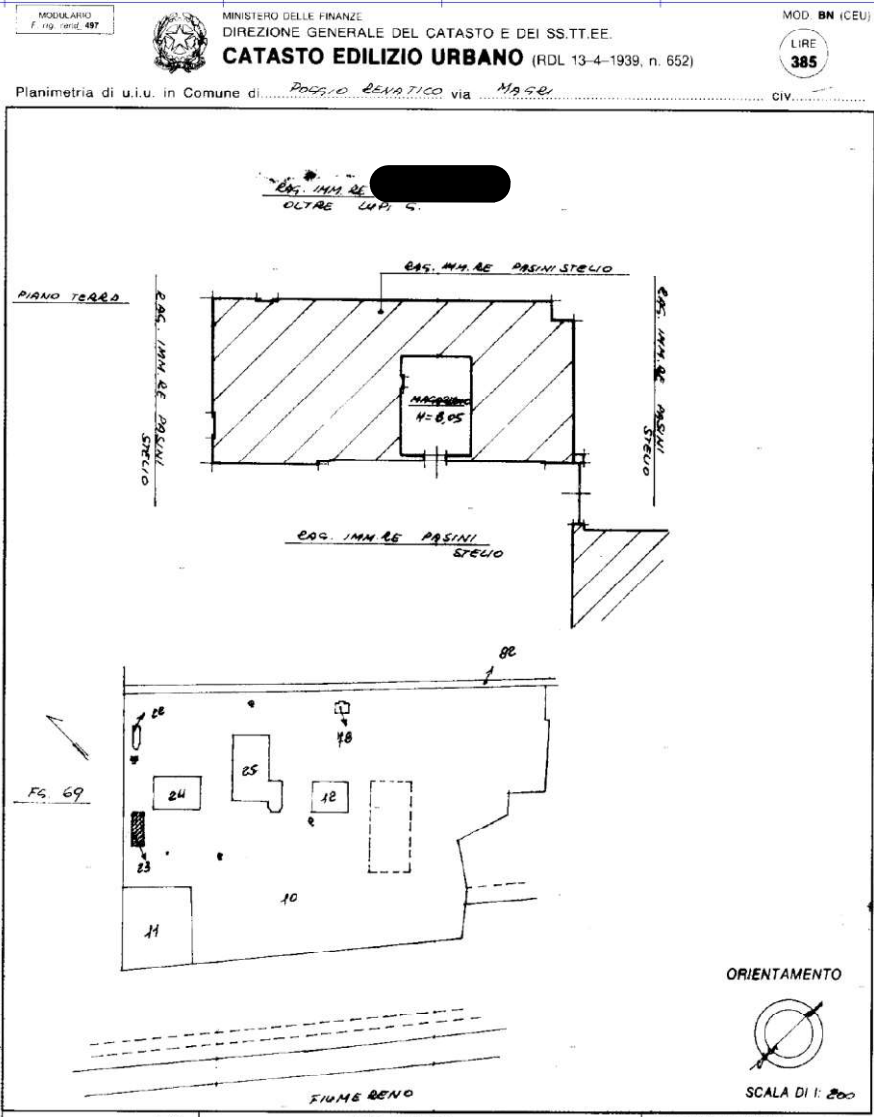 MODULARIO
F. rig. rend. 497
MINISTERO DELLE FINANZE
DIREZIONE GENERALE DEL CATASTO E DEI SS.TT.EE.
CATASTO EDILIZIO URBANO (RDL 13-4-1939, n. 652)
MOD. BN (CEU)
LIRE
385
Planimetria di u.i.u. in Comune di POGGIO RENATICO via MAGRI civ.
RAG. IMM. RE
OLTRE LUPI G.
RAG. IMM. RE PASINI STELIO
PIANO TERRA
RAG. IMM. RE PASINI
STELIO
RAG. IMM. RE PASINI
STELIO
MAGAZZINO
RAG. IMM. RE PASINI
STELIO
82
22
78
25
24
12
FG. 69
23
10
11
ORIENTAMENTO
FIUME RENO
SCALA DI 1: 200